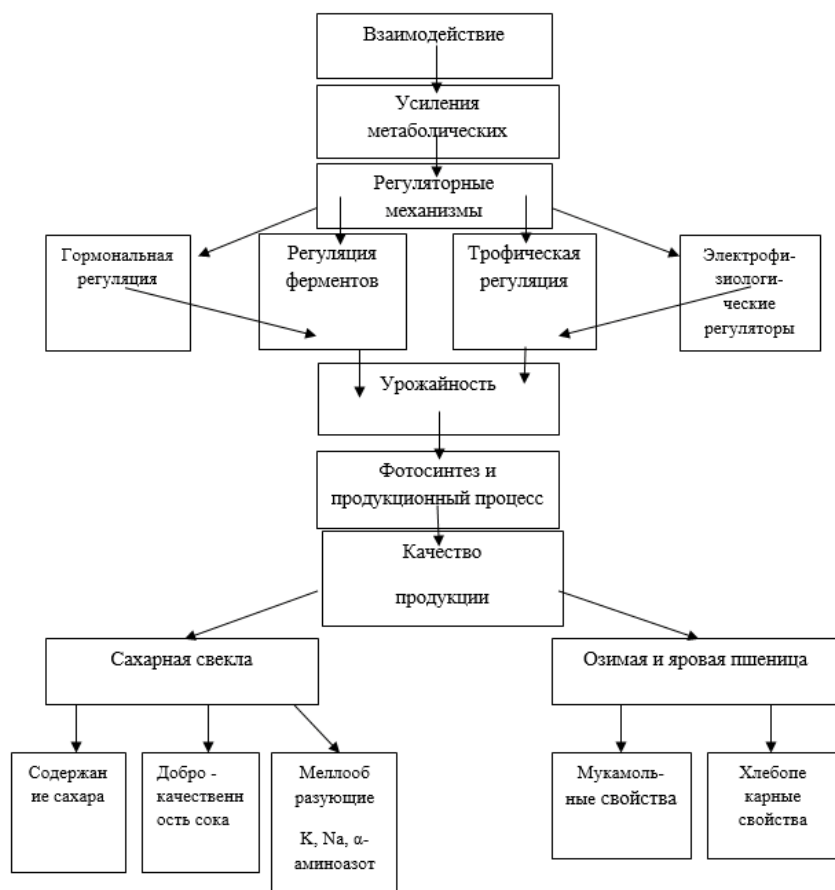 Взаимодействие
Усиления
метаболических
Регуляторные
механизмы
Гормональная
регуляция
Регуляция
ферментов
Трофическая
регуляция
Электрофи-
зиологи-
ческие
регуляторы
Урожайность
Фотосинтез и
продукционный процесс
Качество
продукции
Сахарная свекла
Озимая и яровая пшеница
Содержан
ие сахара
Добро -
качественн
ость сока
Меллооб
разующие
K, Na, α-
аминоазот
Мукамоль-
ные свойства
Хлебопе
карные
свойства